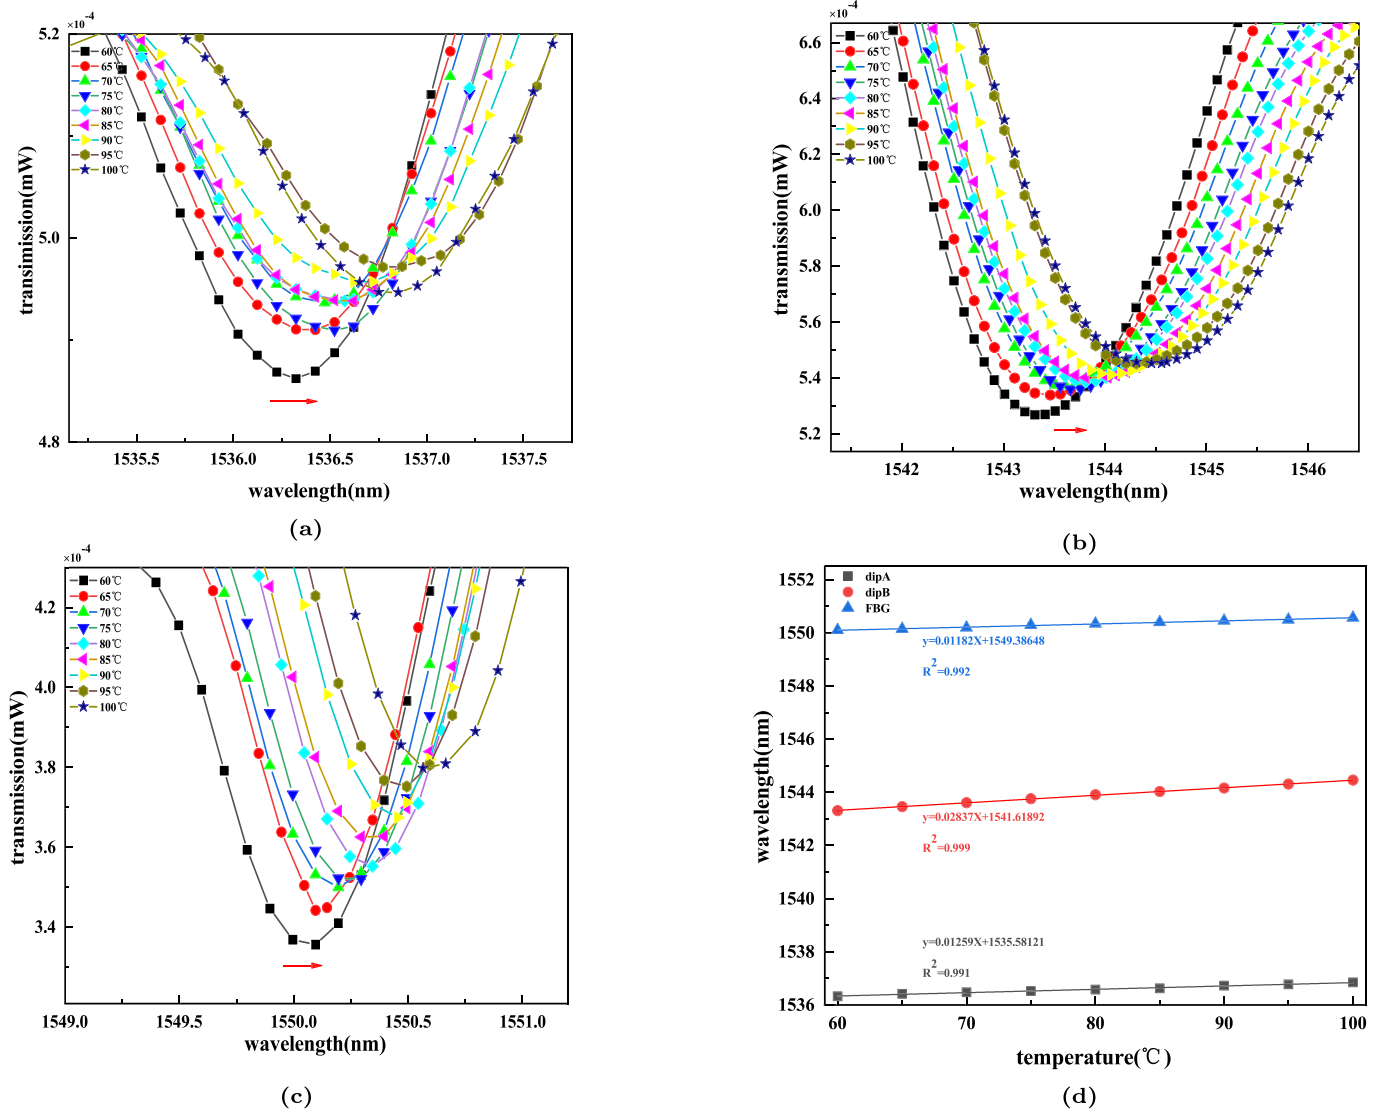 ×10⁻⁴
5.2
5.0
4.8
60℃
65℃
70℃
75℃
80℃
85℃
90℃
95℃
100℃
transmission(mW)
1535.5 1536.0 1536.5 1537.0 1537.5
wavelength(nm)
(a)
×10⁻⁴
6.6
6.4
6.2
6.0
5.8
5.6
5.4
5.2
60℃
65℃
70℃
75℃
80℃
85℃
90℃
95℃
100℃
transmission(mW)
1542 1543 1544 1545 1546
wavelength(nm)
(b)
×10⁻⁴
4.2
4.0
3.8
3.6
3.4
60℃
65℃
70℃
75℃
80℃
85℃
90℃
95℃
100℃
transmission(mW)
1549.0 1549.5 1550.0 1550.5 1551.0
wavelength(nm)
(c)
1552
1550
1548
1546
1544
1542
1540
1538
1536
dipA
dipB
FBG
y=0.01182X+1549.38648
R²=0.992
y=0.02837X+1541.61892
R²=0.999
y=0.01259X+1535.58121
R²=0.991
wavelength(nm)
60 70 80 90 100
temperature(℃)
(d)